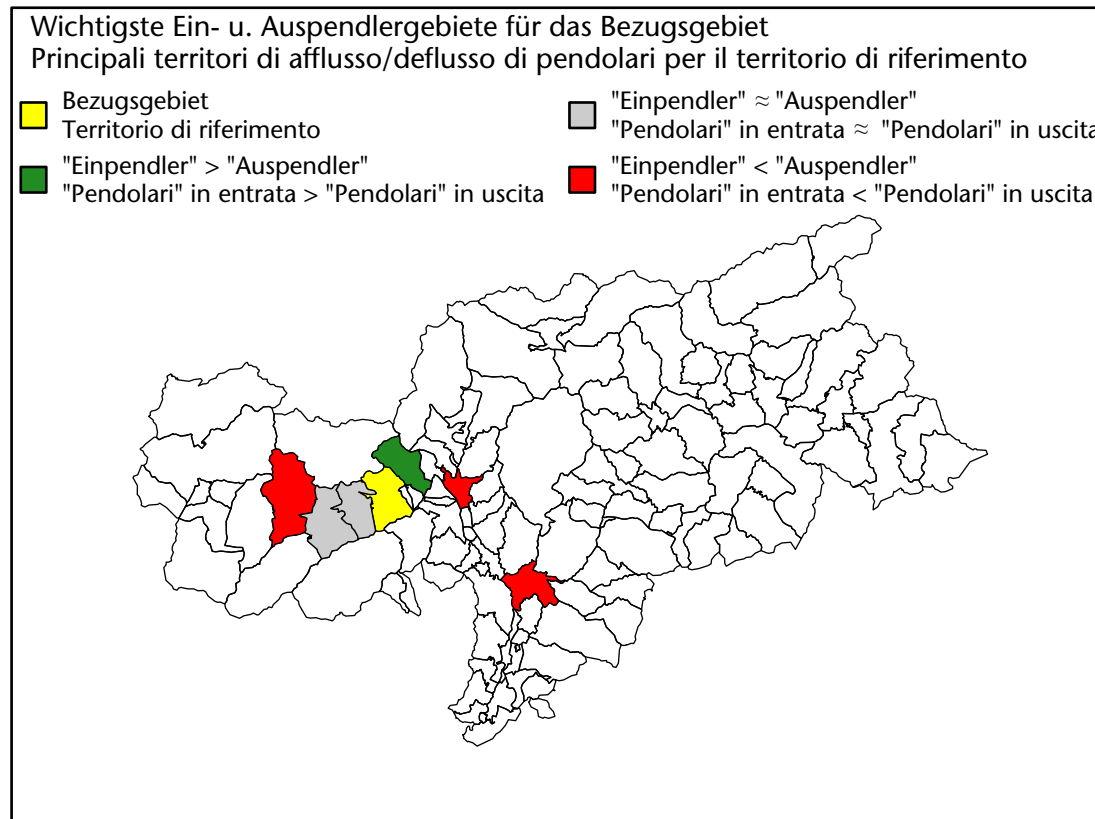 Wichtigste Ein- u. Auspendlergebiete für das Bezugsgebiet
Principali territori di afflusso/deflusso di pendolari per il territorio di riferimento
Bezugsgebiet
Territorio di riferimento
"Einpendler" > "Auspendler"
"Pendolari" in entrata > "Pendolari" in uscita
"Einpendler" ≈ "Auspendler"
"Pendolari" in entrata ≈ "Pendolari" in uscita
"Einpendler" < "Auspendler"
"Pendolari" in entrata < "Pendolari" in uscita